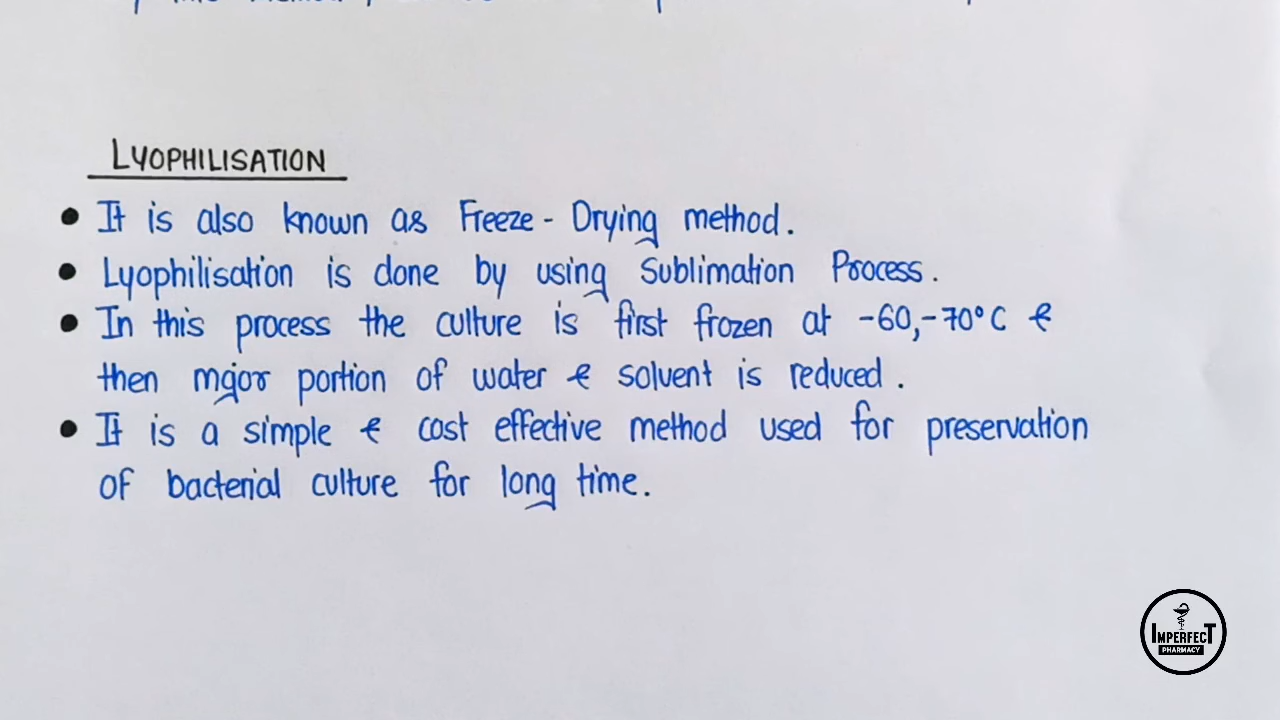 LYOPHILISATION
It is also known as Freeze - Drying method.
Lyophilisation is done by using Sublimation Process.
In this process the culture is first frozen at -60,-70°C &
then major portion of water & solvent is reduced.
It is a simple & cost effective method used for preservation
of bacterial culture for long time.
IMPERFECT
PHARMACY